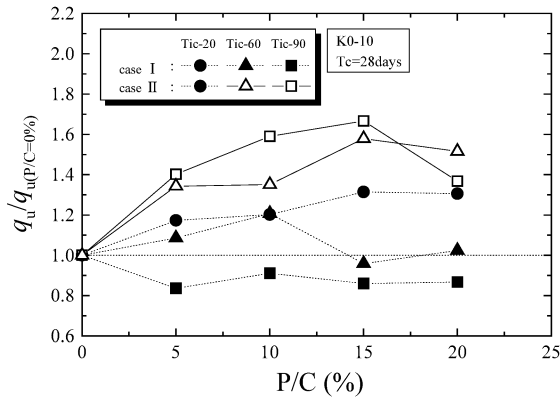 2.2
2.0
1.8
1.6
1.4
1.2
1.0
0.8
0.6
qu/qu(P/C=0%)
Tic-20 Tic-60 Tic-90
case Ⅰ :
case Ⅱ :
K0-10
Tc=28days
0 5 10 15 20 25
P/C (%)